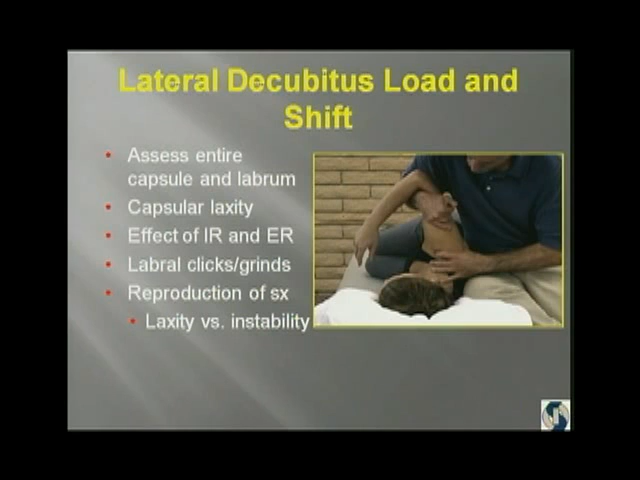 Lateral Decubitus Load and
Shift
• Assess entire
capsule and labrum
• Capsular laxity
• Effect of IR and ER
• Labral clicks/grinds
• Reproduction of sx
• Laxity vs. instability